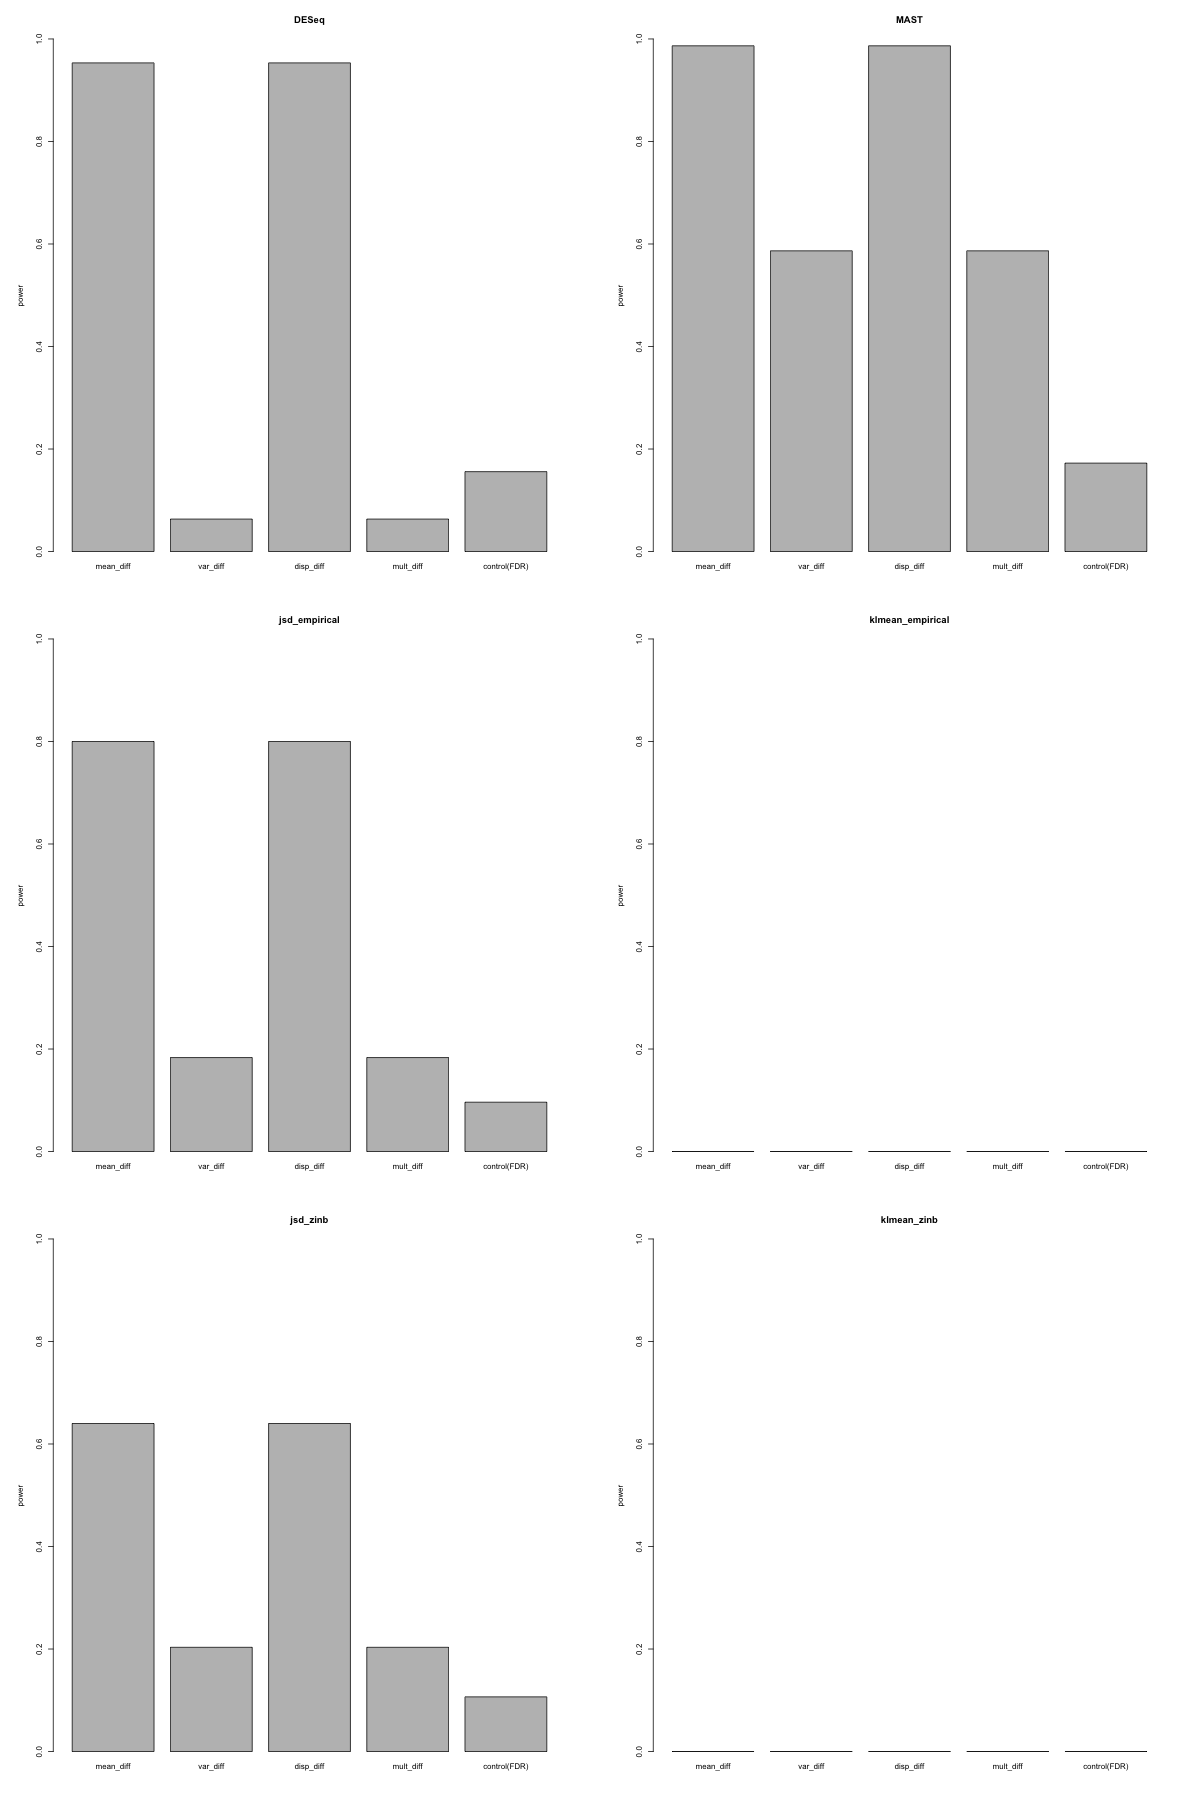 DESeq
power
0.0 0.2 0.4 0.6 0.8 1.0
mean_diff var_diff disp_diff mult_diff control(FDR)
MAST
power
0.0 0.2 0.4 0.6 0.8 1.0
mean_diff var_diff disp_diff mult_diff control(FDR)
jsd_empirical
power
0.0 0.2 0.4 0.6 0.8 1.0
mean_diff var_diff disp_diff mult_diff control(FDR)
klmean_empirical
power
0.0 0.2 0.4 0.6 0.8 1.0
mean_diff var_diff disp_diff mult_diff control(FDR)
jsd_zinb
power
0.0 0.2 0.4 0.6 0.8 1.0
mean_diff var_diff disp_diff mult_diff control(FDR)
klmean_zinb
power
0.0 0.2 0.4 0.6 0.8 1.0
mean_diff var_diff disp_diff mult_diff control(FDR)